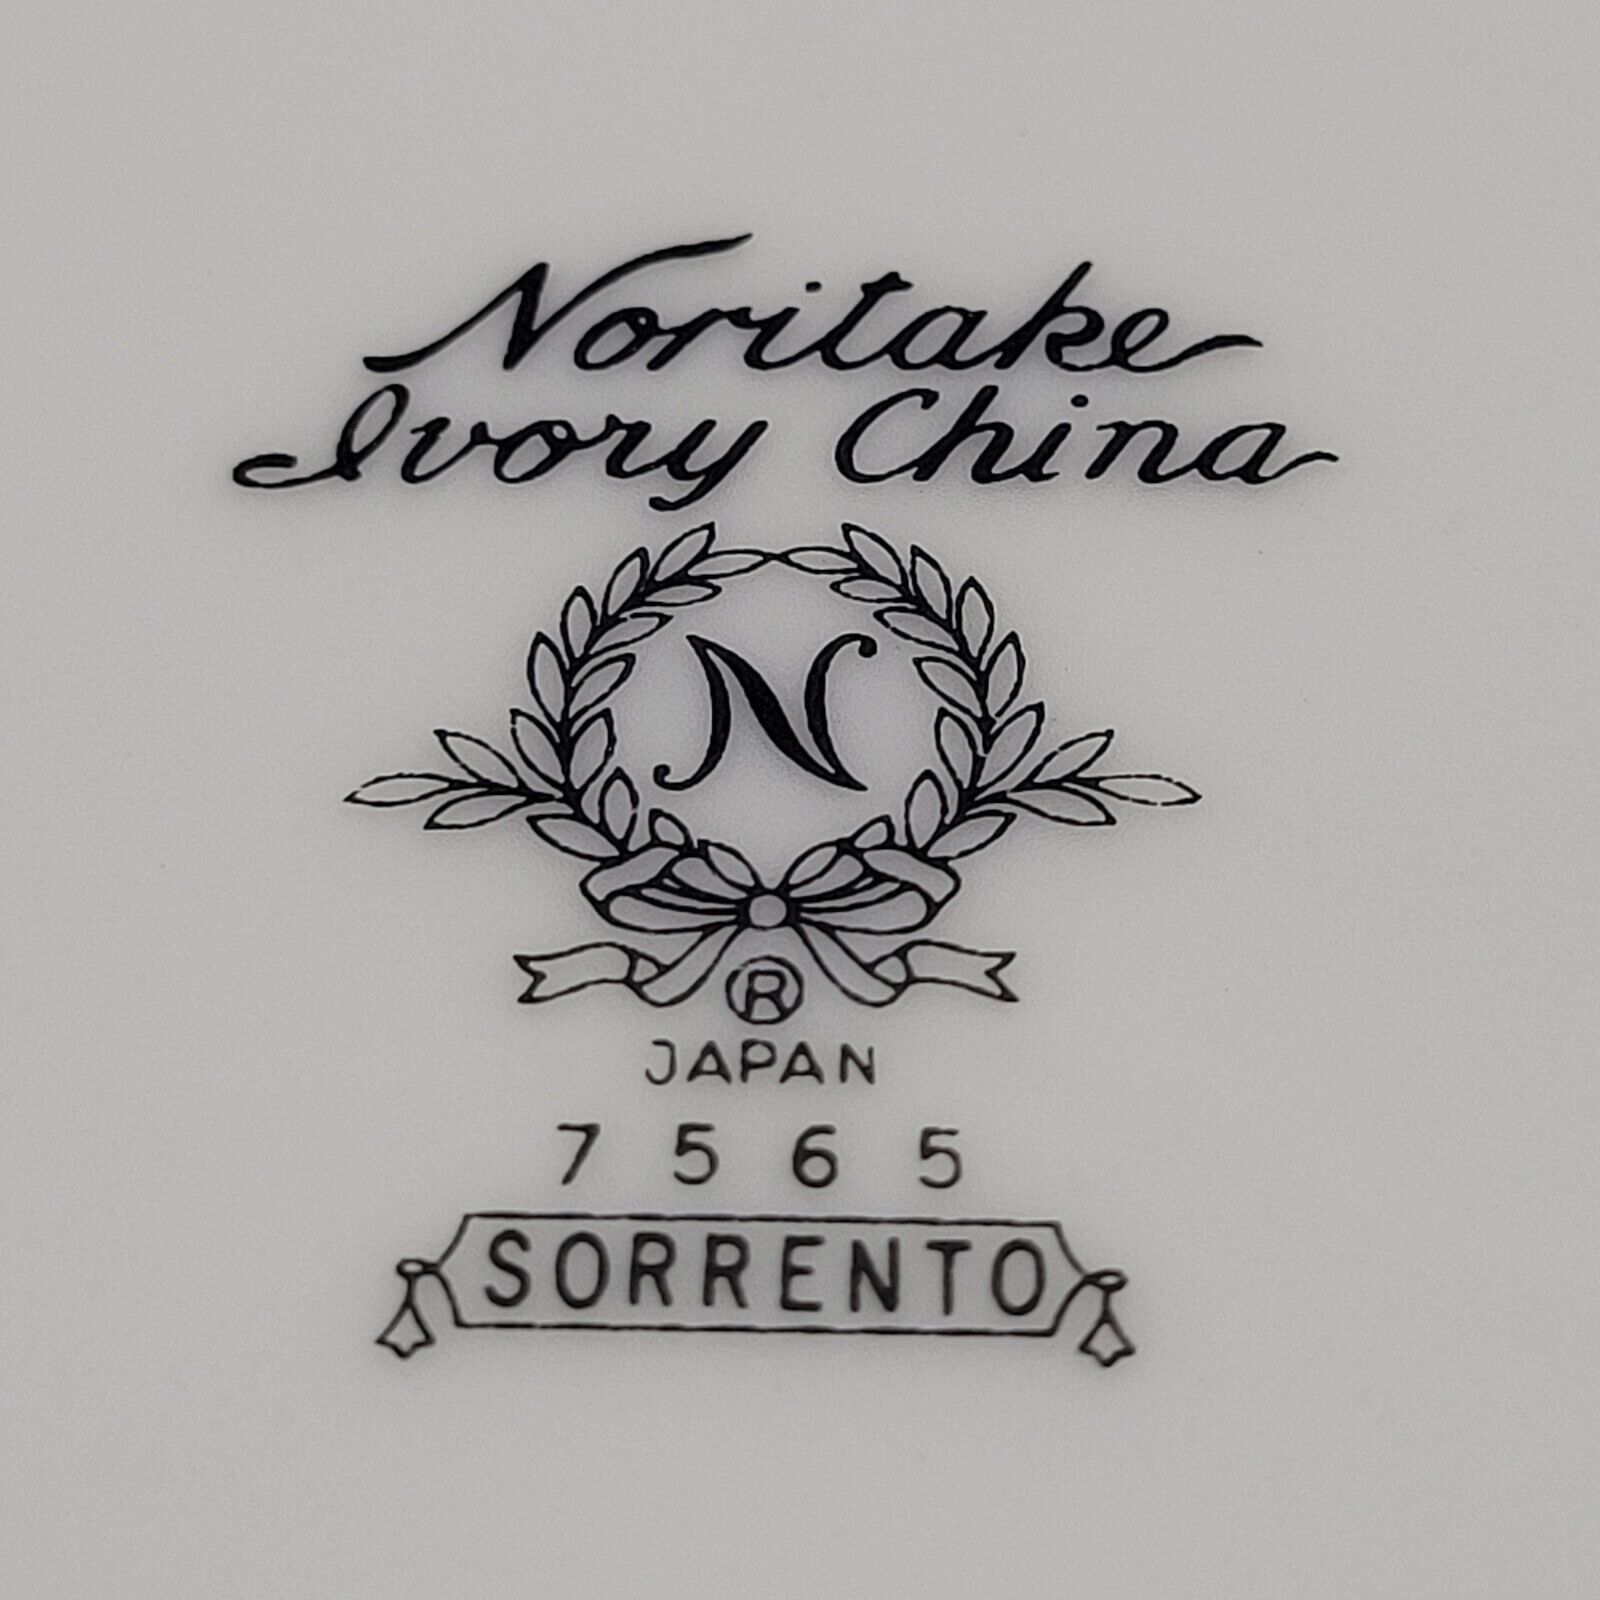 Noritake
Ivory China
N
®
JAPAN
7565
SORRENTO